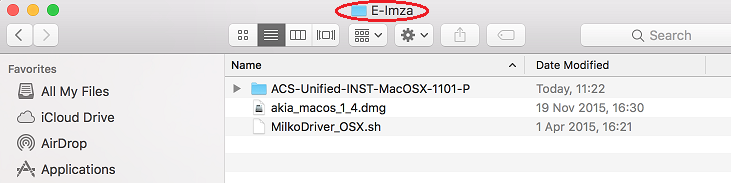 E-Imza
Search
Favorites
All My Files
iCloud Drive
AirDrop
Applications
Name Date Modified
ACS-Unified-INST-MacOSX-1101-P Today, 11:22
akia_macos_1_4.dmg 19 Nov 2015, 16:30
MilkoDriver_OSX.sh 1 Apr 2015, 16:21